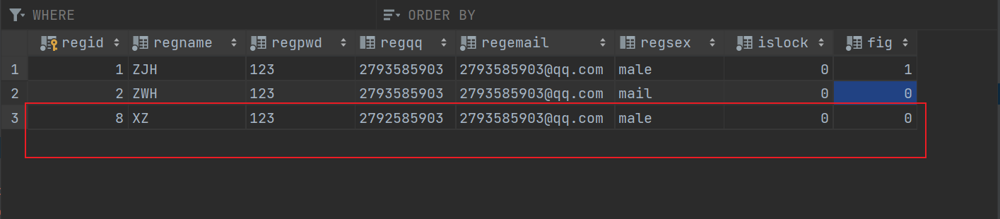 WHERE ORDER BY
regid regname regpwd regqq regemail regsex islock fig
1 1 ZJH 123 2793585903 2793585903@qq.com male 0 1
2 2 ZWH 123 2793585903 2793585903@qq.com mail 0 0
3 8 XZ 123 2792585903 2793585903@qq.com male 0 0